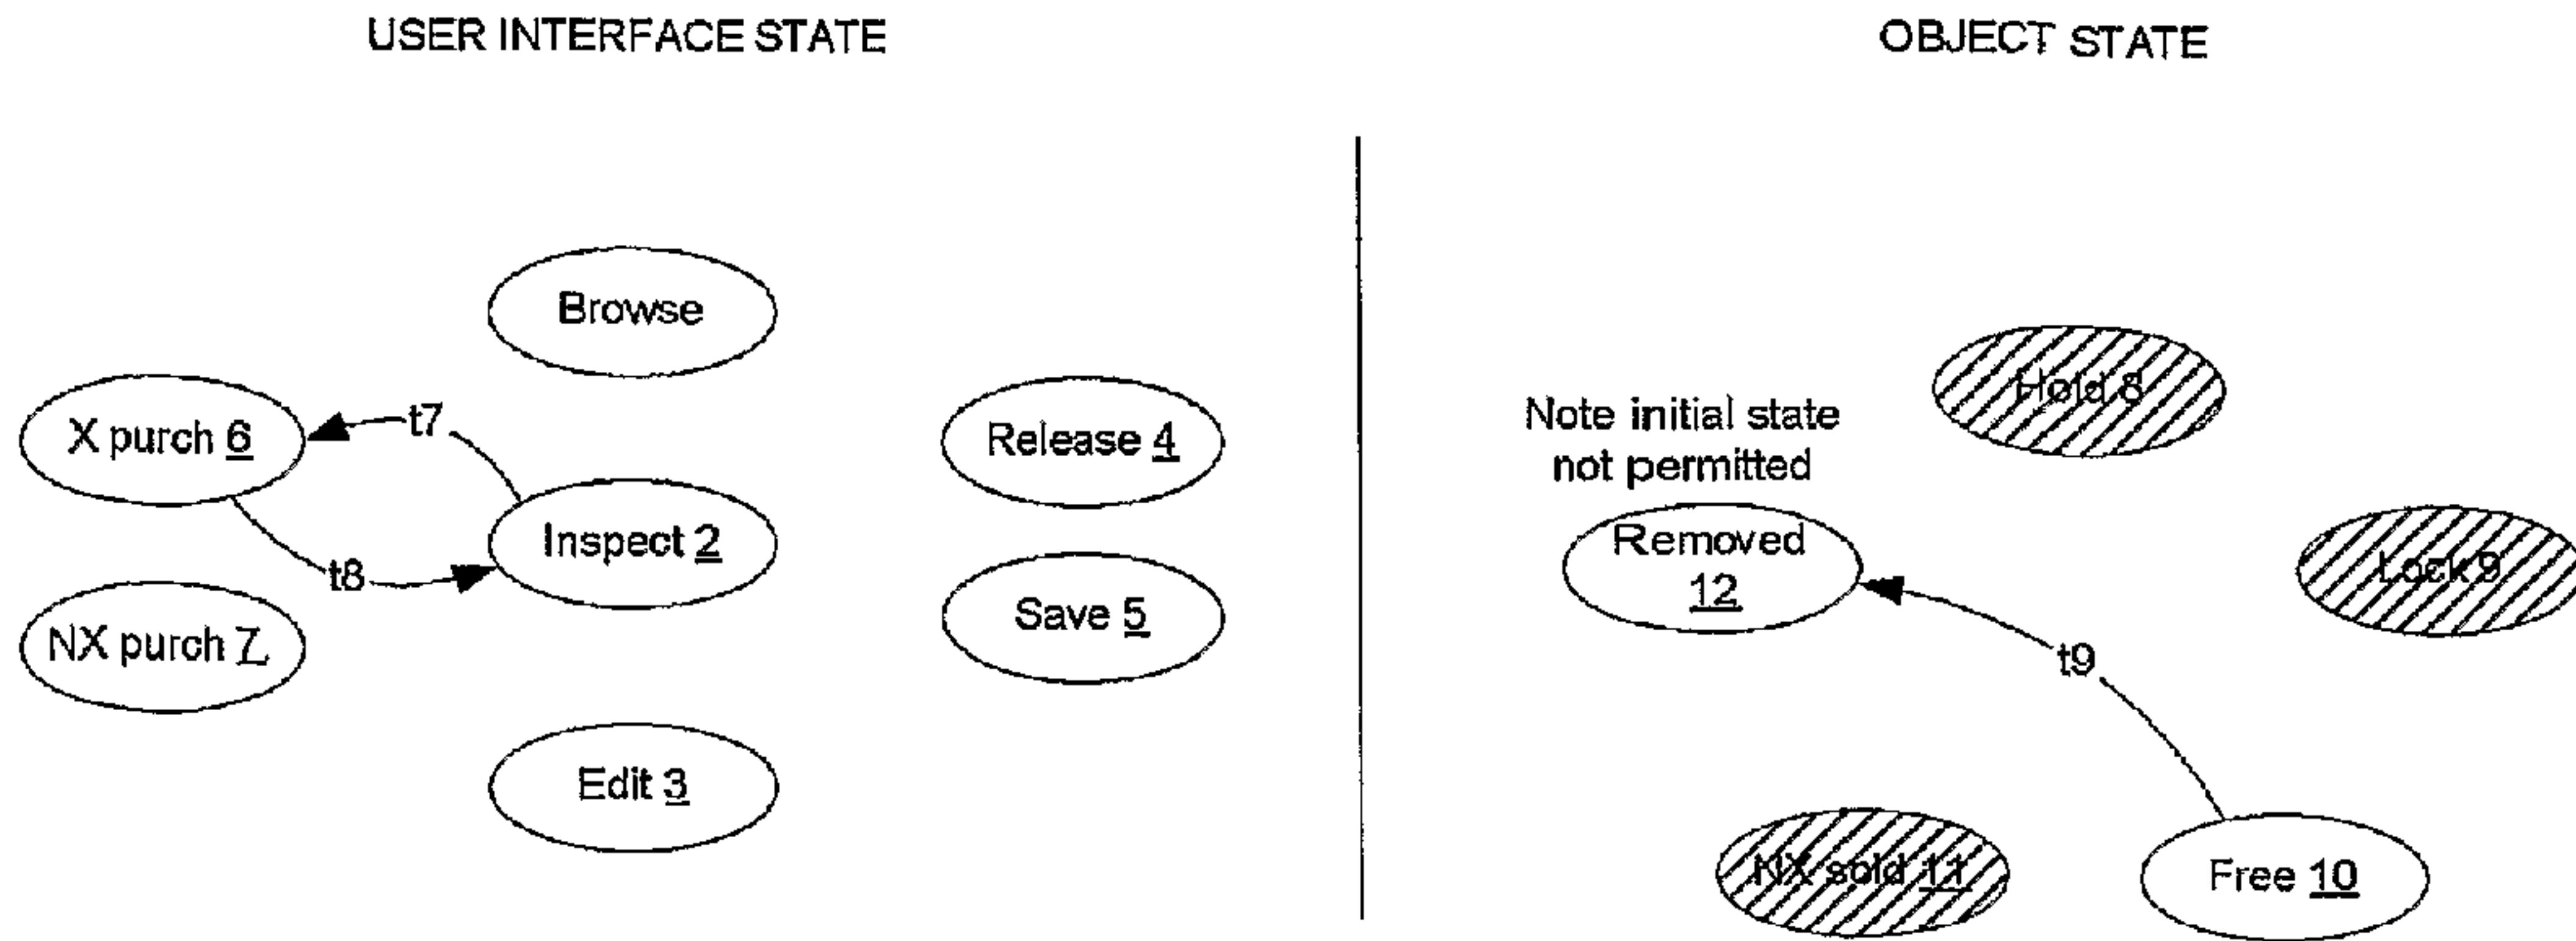 USER INTERFACE STATE
OBJECT STATE
Browse
X purch 6
t7
Release 4
Inspect 2
t8
Save 5
NX purch 7
Edit 3
Hold 8
Note initial state
not permitted
Removed
12
Lock 9
t9
NX sold 11
Free 10